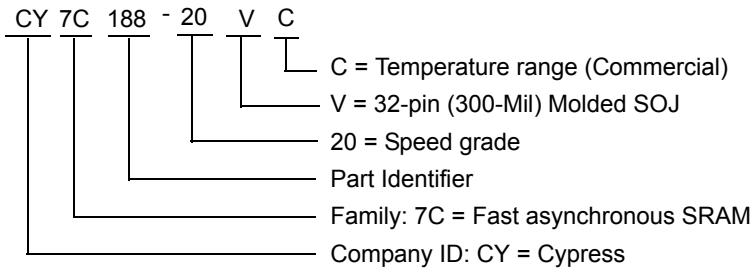 CY 7C 188 - 20 V C
C = Temperature range (Commercial)
V = 32-pin (300-Mil) Molded SOJ
20 = Speed grade
Part Identifier
Family: 7C = Fast asynchronous SRAM
Company ID: CY = Cypress